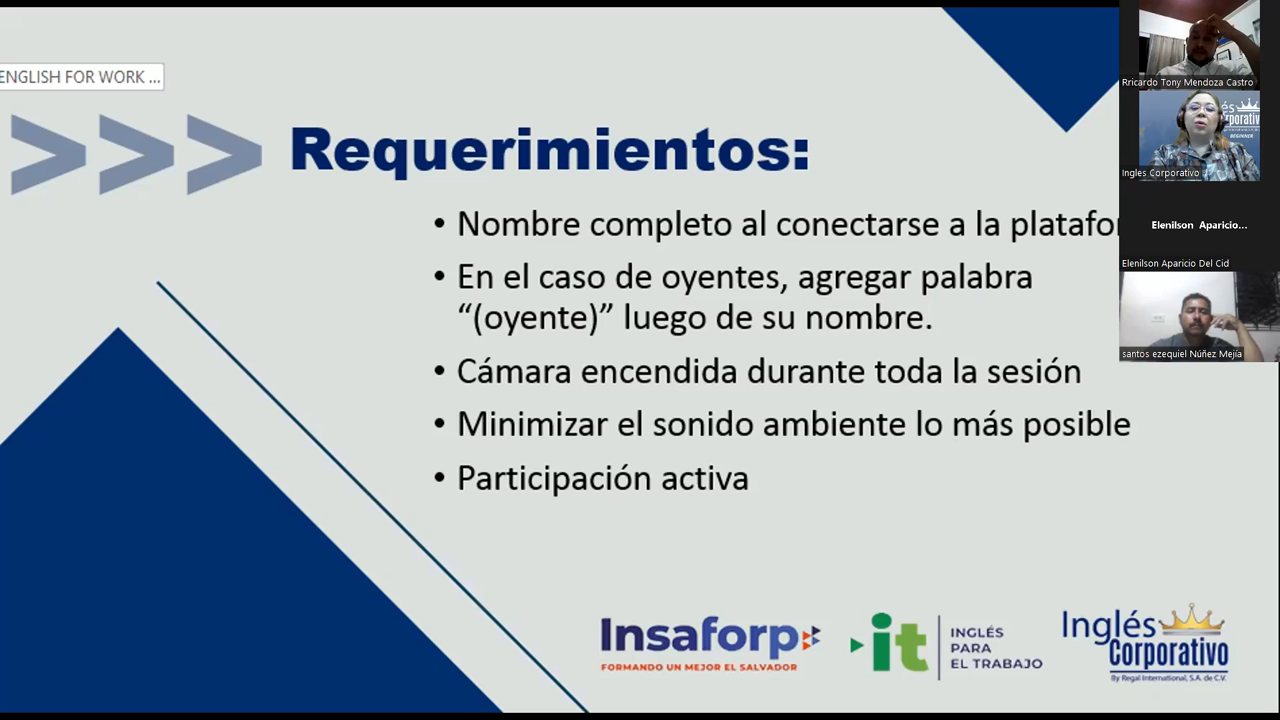 ENGLISH FOR WORK ...
>>> Requerimientos:
• Nombre completo al conectarse a la platafor
• En el caso de oyentes, agregar palabra
“(oyente)” luego de su nombre.
• Cámara encendida durante toda la sesión
• Minimizar el sonido ambiente lo más posible
• Participación activa
Insaforp
FORMANDO UN MEJOR EL SALVADOR
it
INGLÉS
PARA
EL TRABAJO
Inglés
Corporativo
By Regal International, S.A. de C.V.
Rricardo Tony Mendoza Castro
és
rporativo
BEGINNER
Ingles Corporativo
Elenilson Aparicio...
Elenilson Aparicio Del Cid
santos ezequiel Núñez Mejía